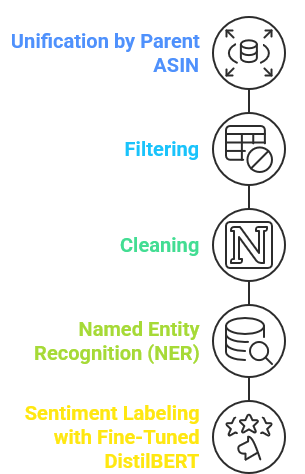 Unification by Parent
ASIN
Filtering
Cleaning
N
Named Entity
Recognition (NER)
Sentiment Labeling
with Fine-Tuned
DistilBERT